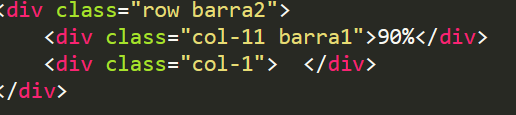 <div class="row barra2">
    <div class="col-11 barra1">90%</div>
    <div class="col-1">  </div>
</div>